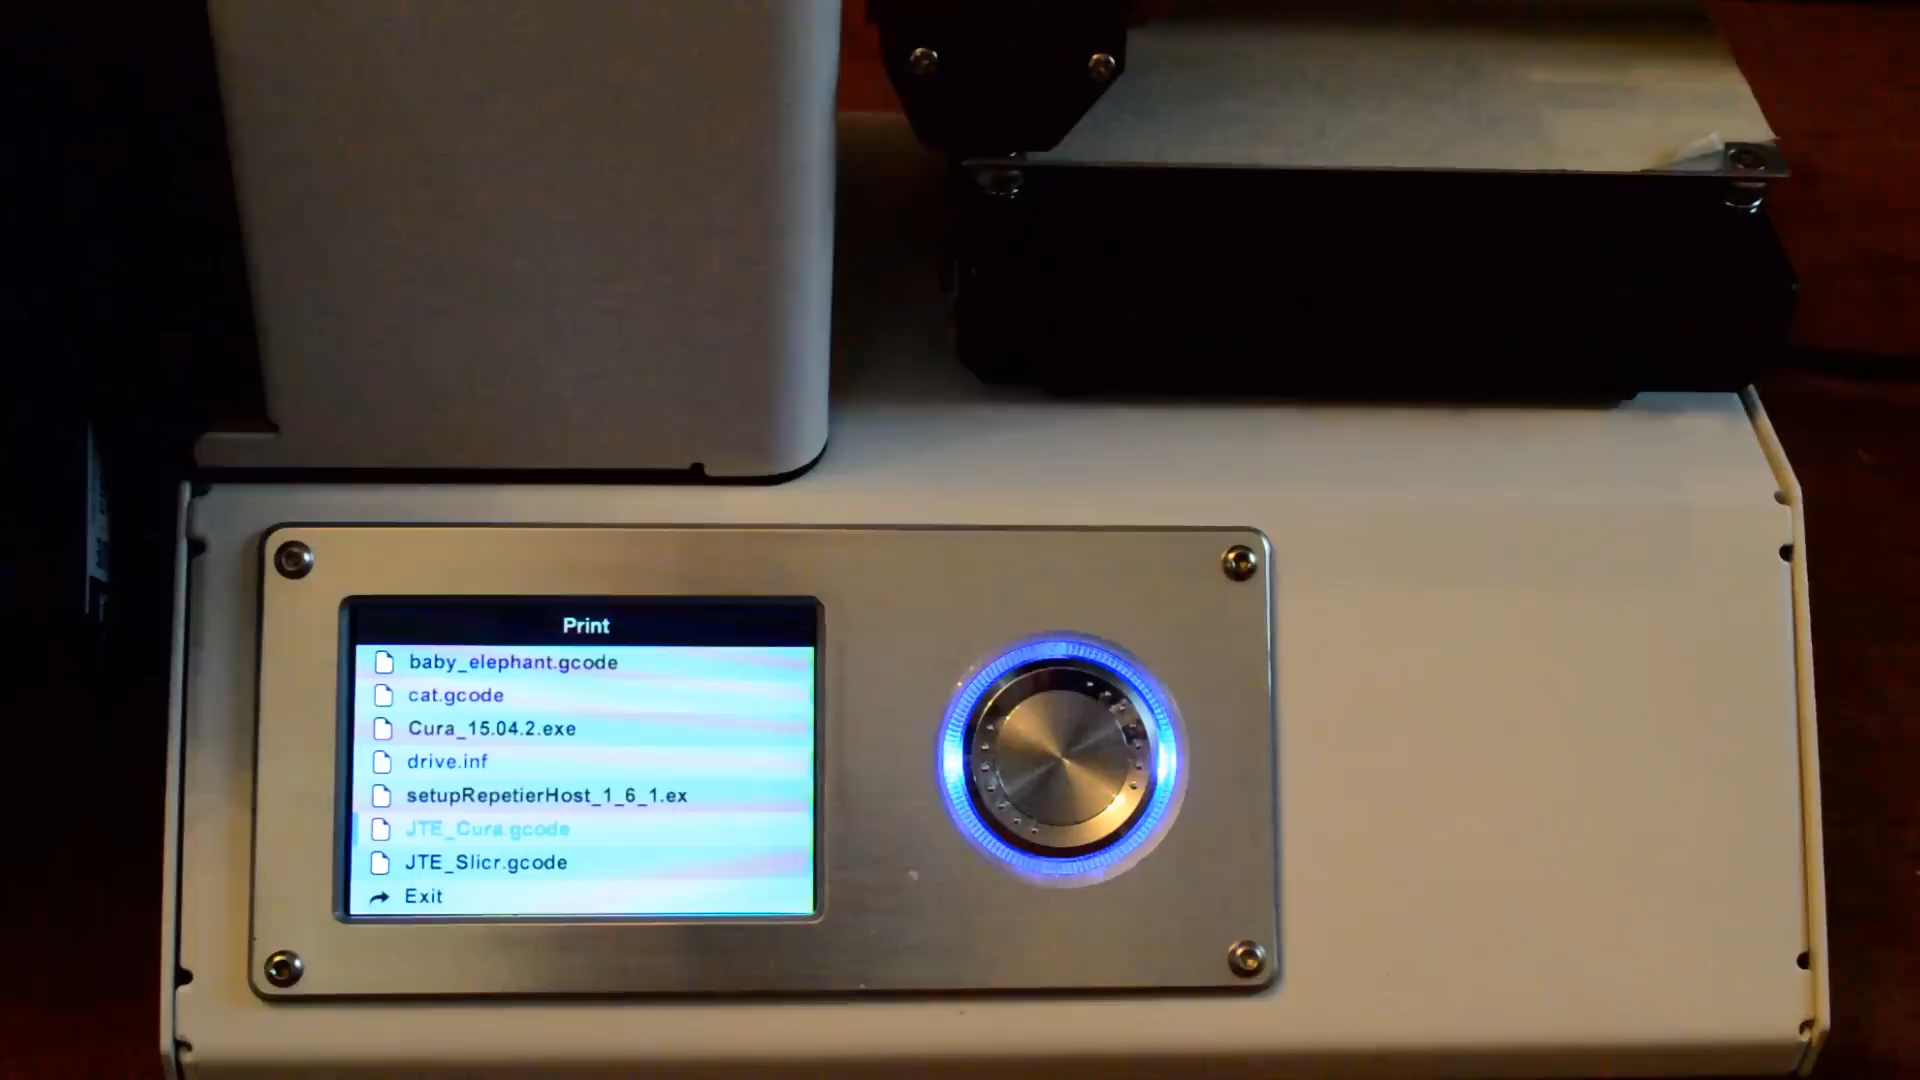 Print
baby_elephant.gcode
cat.gcode
Cura_15.04.2.exe
drive.inf
setupRepetierHost_1_6_1.ex
JTE_Cura.gcode
JTE_Slicr.gcode
Exit